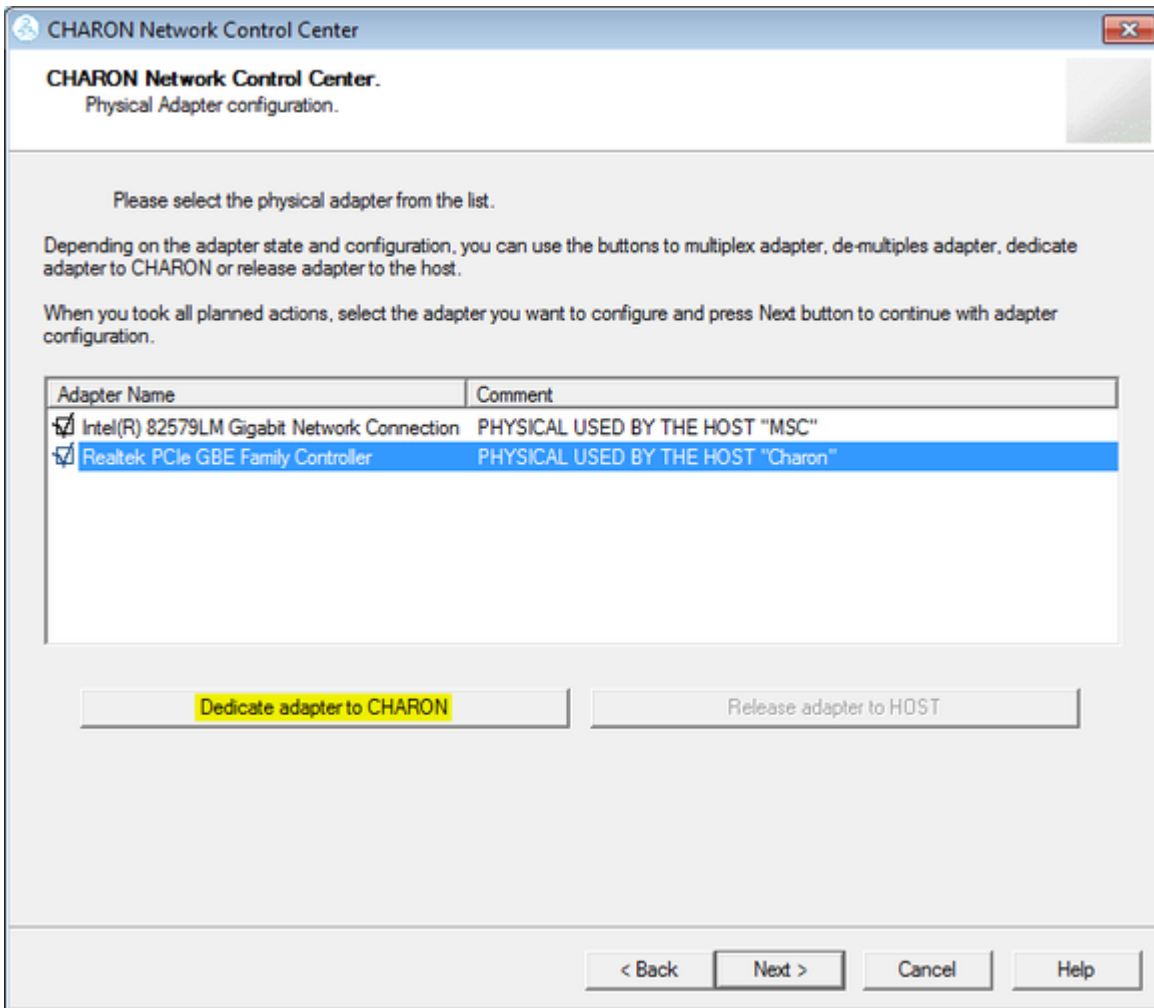 CHARON Network Control Center
CHARON Network Control Center.
Physical Adapter configuration.
Please select the physical adapter from the list.
Depending on the adapter state and configuration, you can use the buttons to multiplex adapter, de-multiples adapter, dedicate
adapter to CHARON or release adapter to the host.
When you took all planned actions, select the adapter you want to configure and press Next button to continue with adapter
configuration.
Adapter Name Comment
Intel(R) 82579LM Gigabit Network Connection PHYSICAL USED BY THE HOST "MSC"
Realtek PCIe GBE Family Controller PHYSICAL USED BY THE HOST "Charon"
Dedicate adapter to CHARON Release adapter to HOST
< Back Next > Cancel Help